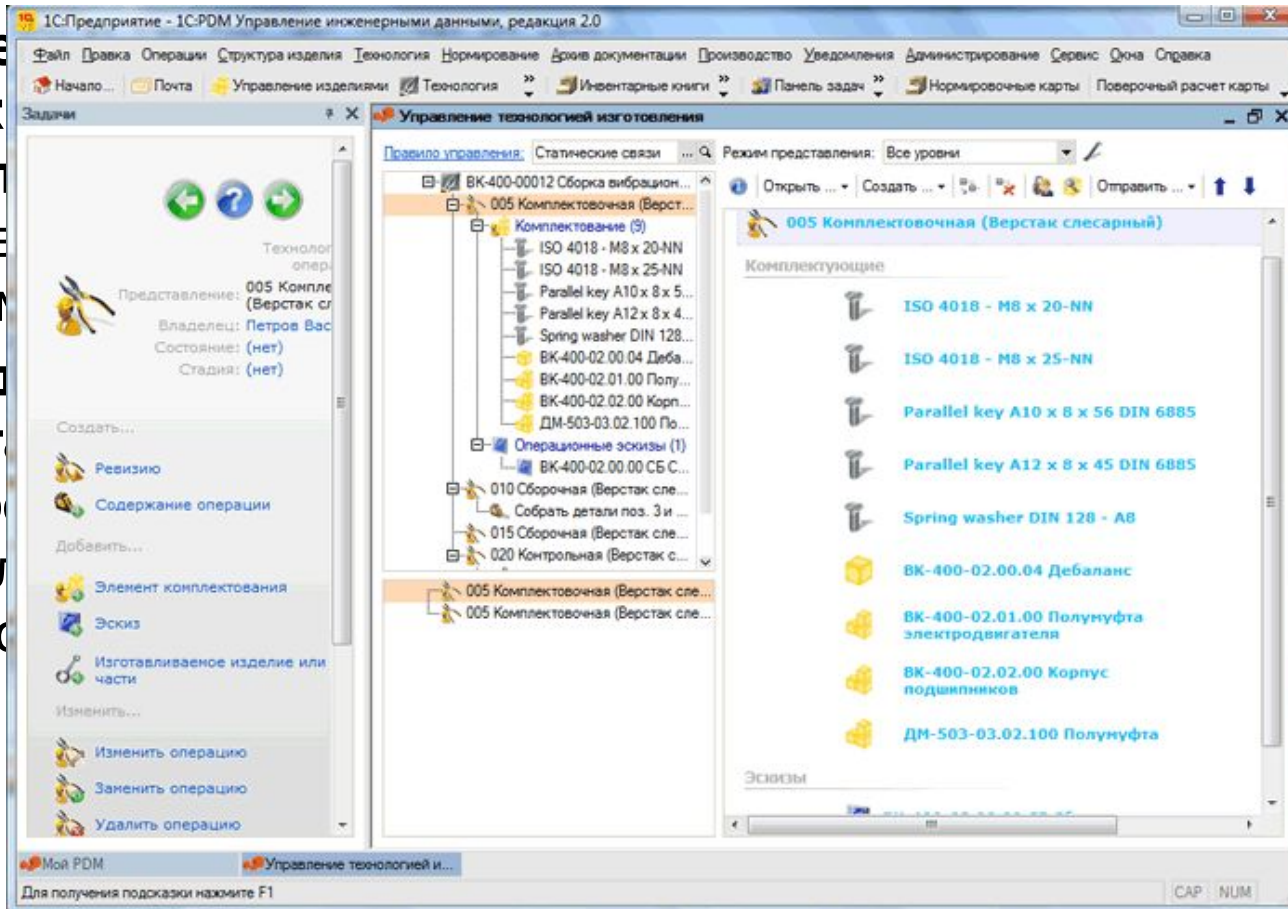 1С:Предприятие - 1С:PDM Управление инженерными данными, редакция 2.0
Файл Правка Операции Структура изделия Технология Нормирование Архив документации Производство Уведомления Администрирование Сервис Окна Справка
Начало... Почта Управление изделиями Технология Инвентарные книги Панель задач Нормировочные карты Поверочный расчет карты
Задачи
Технолог
опера
Представление: 005 Компле
(Верстак сл
Владелец: Петров Вас
Состояние: (нет)
Стадия: (нет)
Создать...
Ревизию
Содержание операции
Добавить...
Элемент комплектования
Эскиз
Изготавливаемое изделие или
части
Изменить...
Изменить операцию
Заменить операцию
Удалить операцию
Управление технологией изготовления
Правило управления: Статические связи ... Режим представления: Все уровни
ВК-400-00012 Сборка вибрацион...
005 Комплектовочная (Верст...
Комплектование (9)
ISO 4018 - M8 x 20-NN
ISO 4018 - M8 x 25-NN
Parallel key A10 x 8 x 5...
Parallel key A12 x 8 x 4...
Spring washer DIN 128...
ВК-400-02.00.04 Деба...
ВК-400-02.01.00 Полу...
ВК-400-02.02.00 Корп...
ДМ-503-03.02.100 По...
Операционные эскизы (1)
ВК-400-02.00.00 СБ С...
010 Сборочная (Верстак сле...
Собрать детали поз. 3 и ...
015 Сборочная (Верстак сле...
020 Контрольная (Верстак с...
005 Комплектовочная (Верстак сле...
005 Комплектовочная (Верстак сле...
Открыть ... Создать ... Отправить ...
005 Комплектовочная (Верстак слесарный)
Комплектующие
ISO 4018 - M8 x 20-NN
ISO 4018 - M8 x 25-NN
Parallel key A10 x 8 x 56 DIN 6885
Parallel key A12 x 8 x 45 DIN 6885
Spring washer DIN 128 - A8
ВК-400-02.00.04 Дебаланс
ВК-400-02.01.00 Полумуфта
электродвигателя
ВК-400-02.02.00 Корпус
подшипников
ДМ-503-03.02.100 Полумуфта
Эскизы
Мой PDM Управление технологией и...
Для получения подсказки нажмите F1 CAP NUM